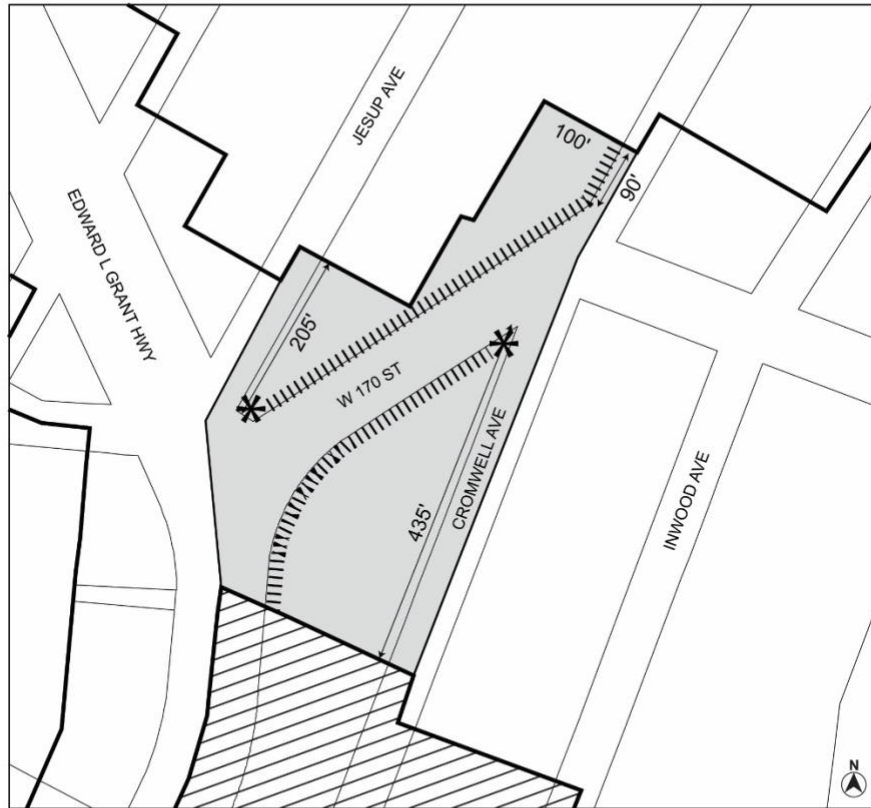 JESUP AVE
100'
90'
EDWARD L GRANT HWY
205'
W 170 ST
435'
CROMWELL AVE
INWOOD AVE
N